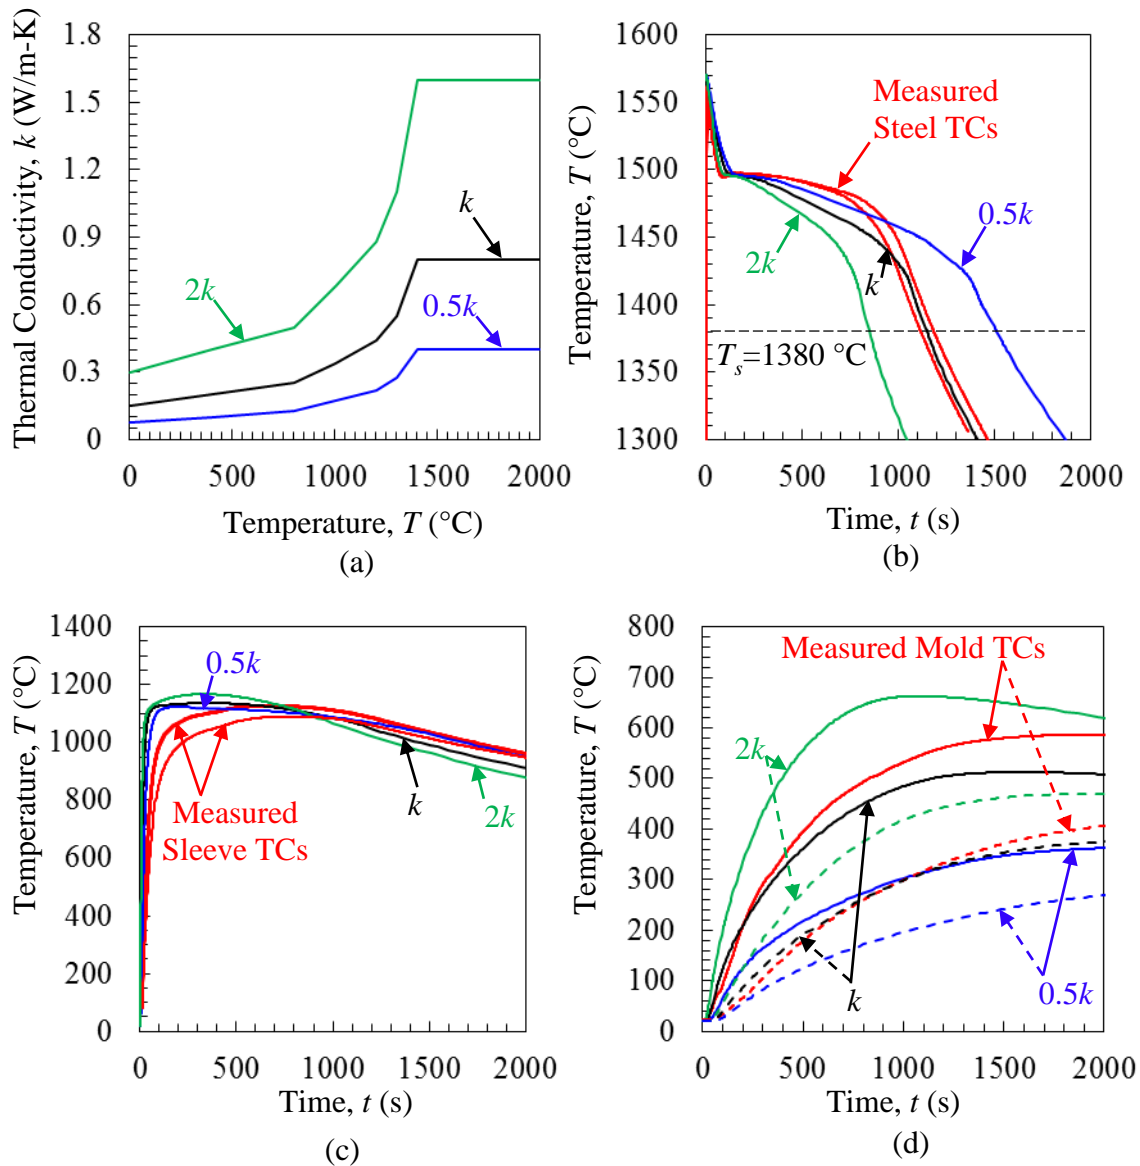 Thermal Conductivity, k (W/m-K)
1.8
1.5
1.2
0.9
0.6
0.3
0
k
2k
0.5k
0 500 1000 1500 2000
Temperature, T (°C)
(a)
Temperature, T (°C)
1600
1550
1500
1450
1400
1350
1300
Measured
Steel TCs
0.5k
2k
k
Ts=1380 °C
0 500 1000 1500 2000
Time, t (s)
(b)
Temperature, T (°C)
1400
1200
1000
800
600
400
200
0
0.5k
Measured
Sleeve TCs
k
2k
0 500 1000 1500 2000
Time, t (s)
(c)
Temperature, T (°C)
800
700
600
500
400
300
200
100
0
Measured Mold TCs
2k
k
0.5k
0 500 1000 1500 2000
Time, t (s)
(d)